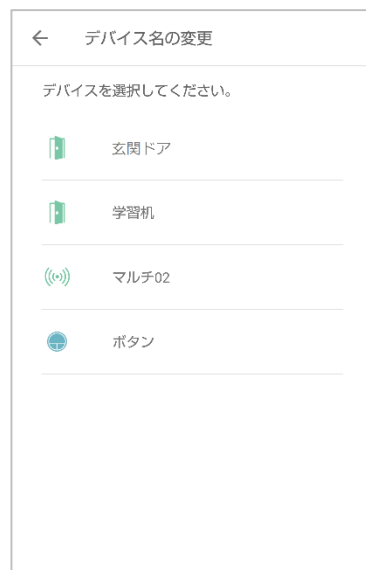 デバイス名の変更
デバイスを選択してください。
玄関ドア
学習机
マルチ02
ボタン